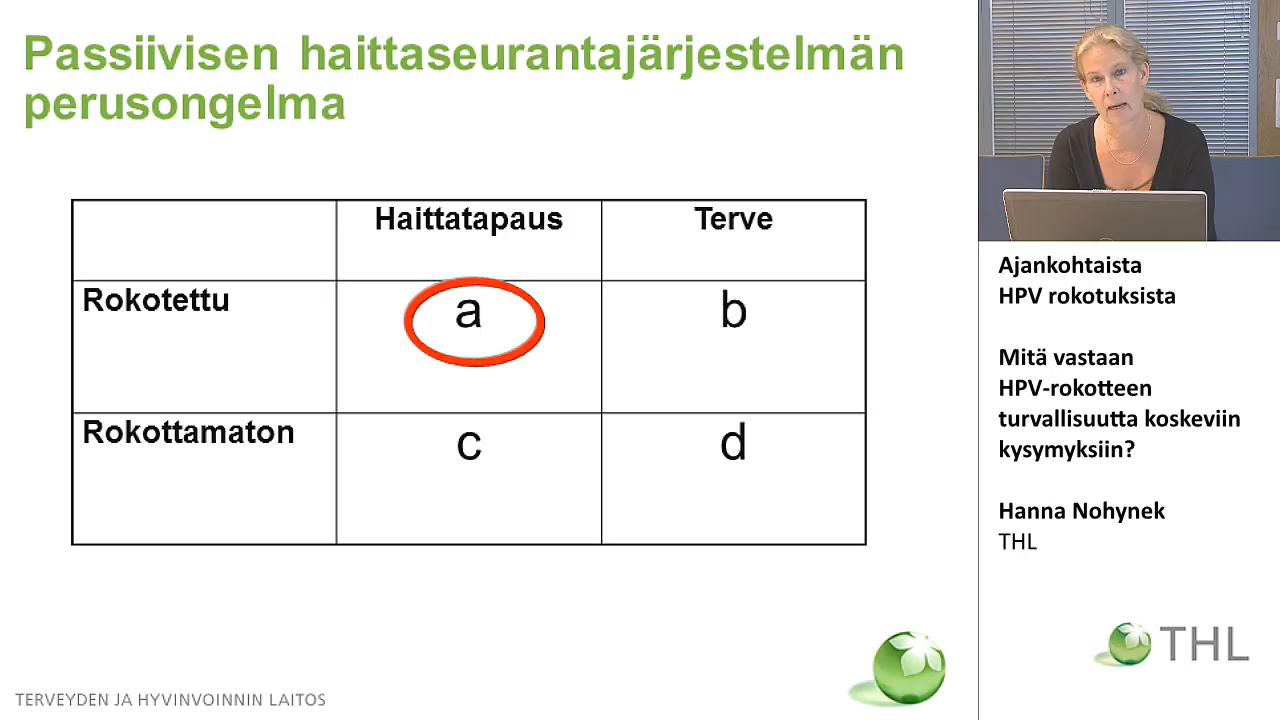 Passiivisen haittaseurantajärjestelmän
perusongelma
Haittatapaus Terve
Rokotettu a b
Rokottamaton c d
TERVEYDEN JA HYVINVOINNIN LAITOS
Ajankohtaista
HPV rokotuksista
Mitä vastaan
HPV-rokotteen
turvallisuutta koskeviin
kysymyksiin?
Hanna Nohynek
THL
THL